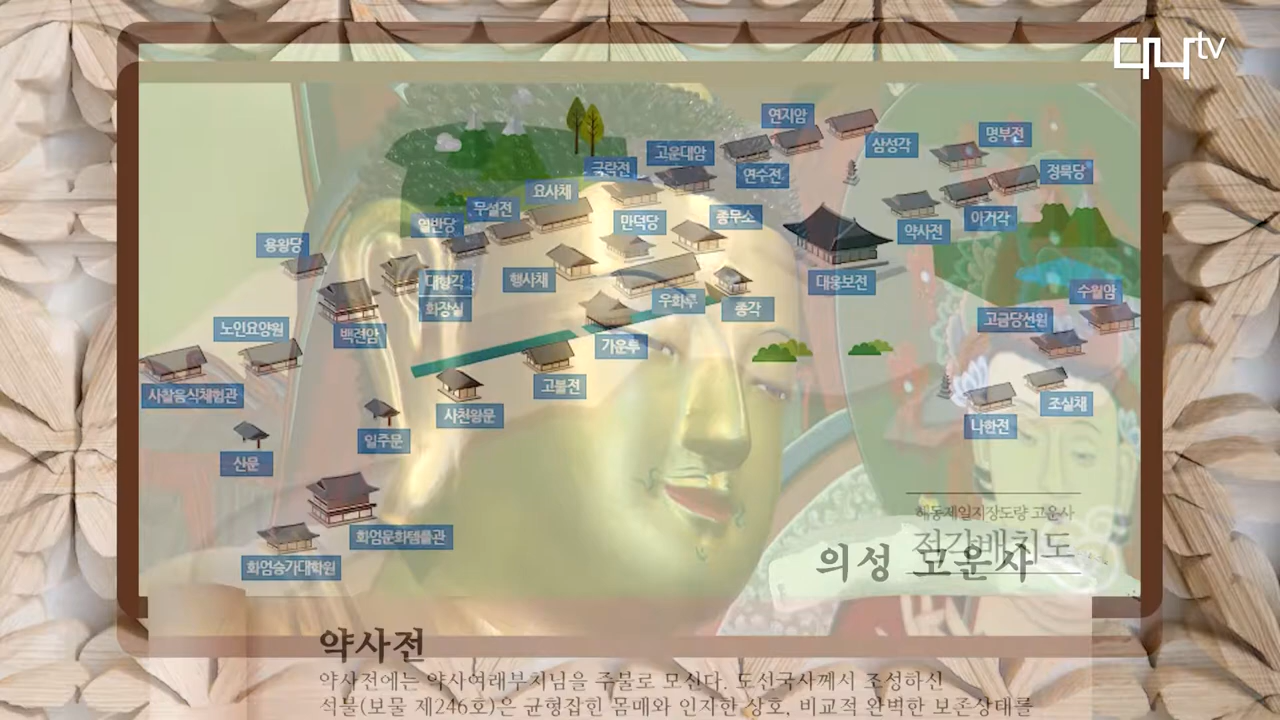 연지암
명부전
삼성각
고운대암
극락전
연수전
정묵당
요사채
무설전
만덕당
종무소
아거각
열반당
약사전
용왕당
행사채
대향각
대웅보전
화장실
우화루
종각
수월암
고금당선원
노인요양원
백련암
가운루
사찰음식체험관
고불전
조실채
사천왕문
나한전
일주문
산문
해동제일지장도량 고운사
전각배치도
화엄문화템플관
의성 고운사
화엄승가대학원
약사전
약사전에는 약사여래부처님을 주불로 모신다. 도선국사께서 조성하신
석불(보물 제246호)은 균형잡힌 몸매와 인자한 상호, 비교적 완벽한 보존상태를